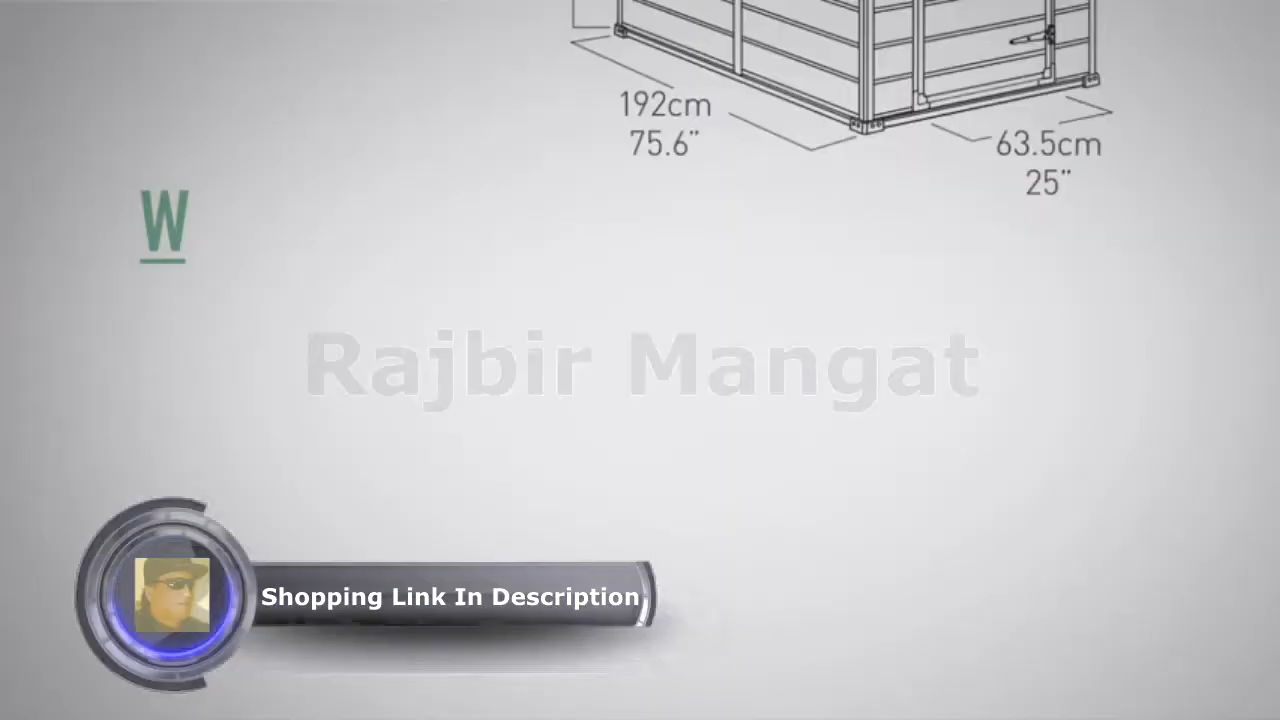 192cm
75.6”
63.5cm
25”
W
Rajbir Mangat
Shopping Link In Description